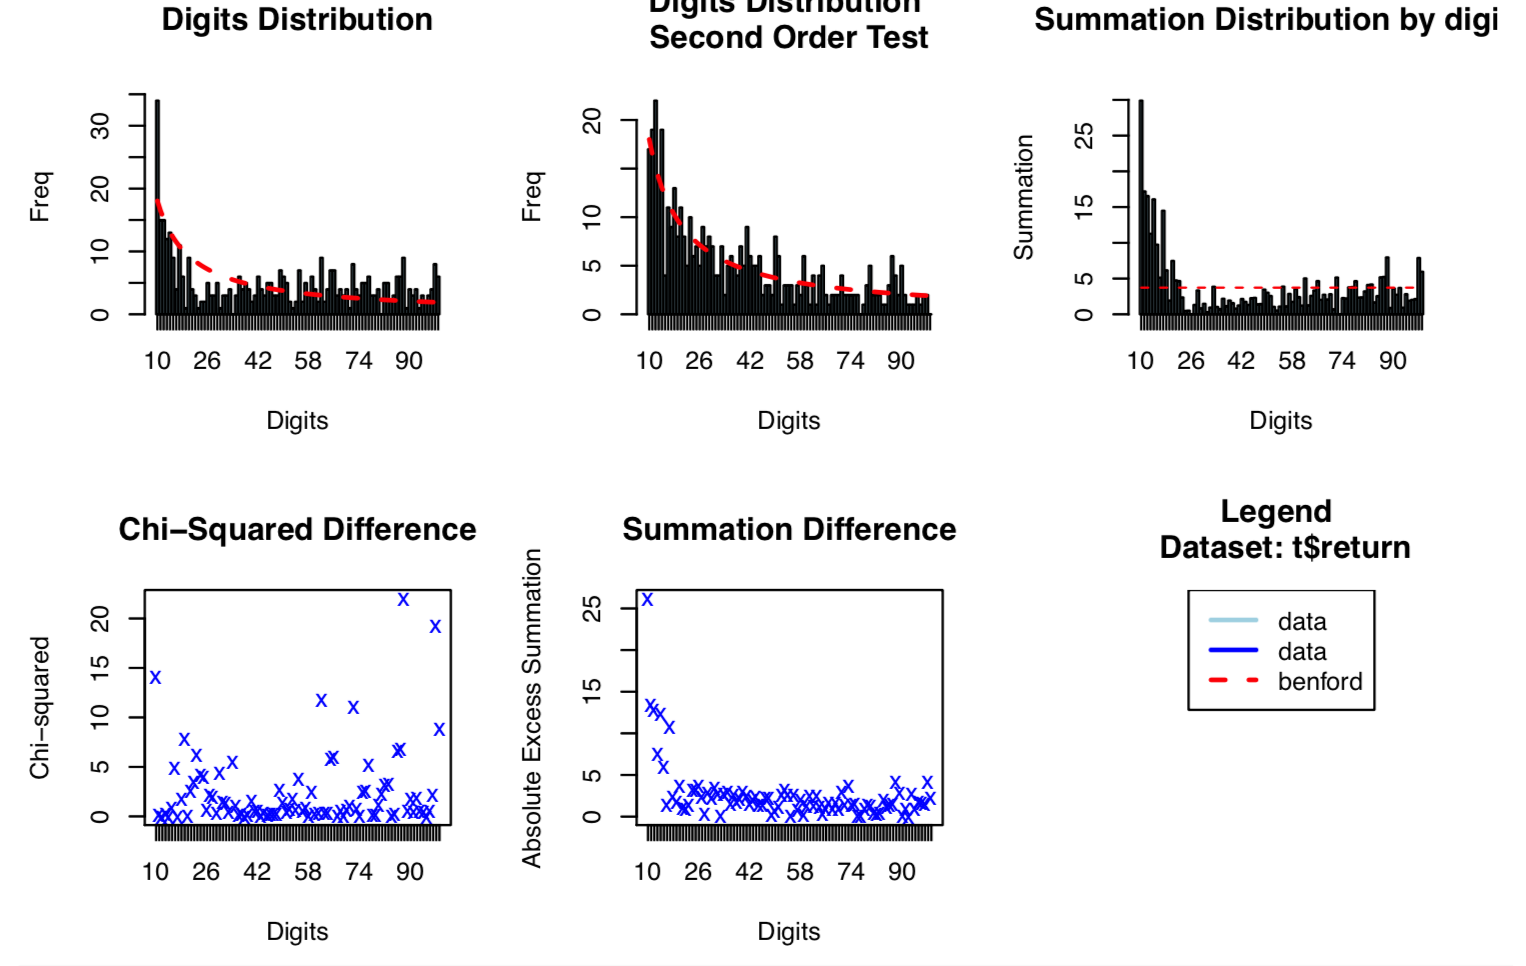 Digits Distribution
Digits Distribution
Second Order Test
Summation Distribution by digi
Freq
0
10
20
30
10 26 42 58 74 90
Digits
Freq
0
5
10
20
10 26 42 58 74 90
Digits
Summation
0
5
15
25
10 26 42 58 74 90
Digits
Chi−Squared Difference
Chi−squared
0
5
10
15
20
10 26 42 58 74 90
Digits
Summation Difference
Absolute Excess Summation
0
5
15
25
10 26 42 58 74 90
Digits
Legend
Dataset: t$return
data
data
benford